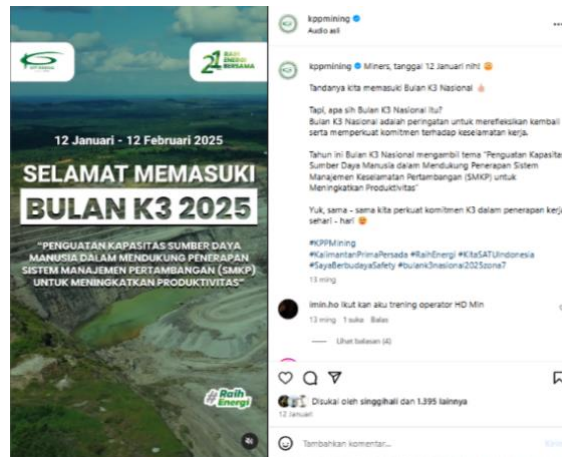 12 Januari - 12 Februari 2025
SELAMAT MEMASUKI
BULAN K3 2025
"PENGUATAN KAPASITAS SUMBER DAYA
MANUSIA DALAM MENDUKUNG PENERAPAN
SISTEM MANAJEMEN PERTAMBANGAN (SMKP)
UNTUK MENINGKATKAN PRODUKTIVITAS"
#Raih
Energi
21 RAIH
ENERGI
BERSAMA
kppmining
Audio asli
kppmining Miners, tanggal 12 Januari nih!
Tandanya kita memasuki Bulan K3 Nasional
Tapi, apa sih Bulan K3 Nasional itu?
Bulan K3 Nasional adalah peringatan untuk merefleksikan kembali
serta memperkuat komitmen terhadap keselamatan kerja.
Tahun ini Bulan K3 Nasional mengambil tema "Penguatan Kapasitas
Sumber Daya Manusia dalam Mendukung Penerapan Sistem
Manajemen Keselamatan Pertambangan (SMKP) untuk
Meningkatkan Produktivitas"
Yuk, sama - sama kita perkuat komitmen K3 dalam penerapan kerja
sehari - hari
#KPPMining
#KalimantanPrimaPersada #RaihEnergi #KitaSATUIndonesia
#SayaBerbudayaSafety #bulank3nasional2025zona7
13 ming
imin.ho Ikut kan aku trening operator HD Min
13 ming 1 suka Balas
Lihat balasan (4)
Disukai oleh singgihali dan 1.395 lainnya
12 Januari
Tambahkan komentar...